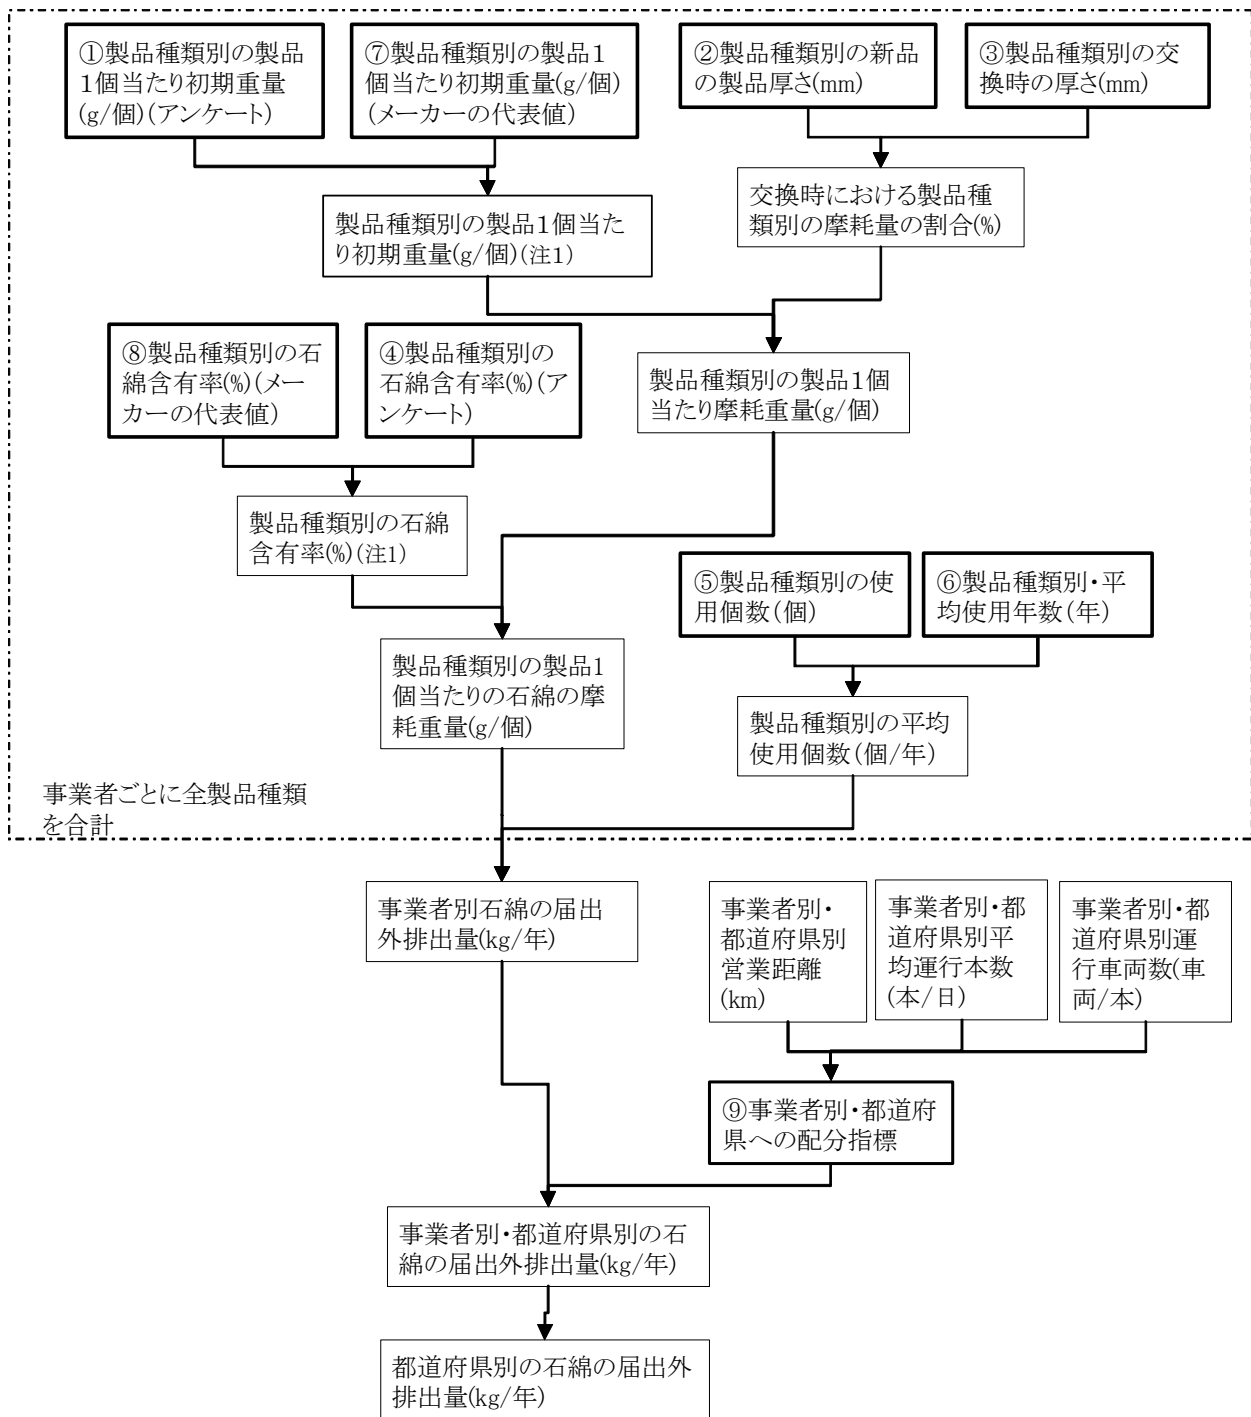 ①製品種類別の製品
1個当たり初期重量
(g/個)(アンケート)
⑦製品種類別の製品1
個当たり初期重量(g/個)
(メーカーの代表値)
②製品種類別の新品
の製品厚さ(mm)
③製品種類別の交
換時の厚さ(mm)
製品種類別の製品1個当た
り初期重量(g/個)(注1)
交換時における製品種
類別の摩耗量の割合(%)
⑧製品種類別の石
綿含有率(%)(メー
カーの代表値)
④製品種類別の
石綿含有率(%)(ア
ンケート)
製品種類別の製品1個
当たり摩耗重量(g/個)
製品種類別の石綿
含有率(%)(注1)
⑤製品種類別の使
用個数(個)
⑥製品種類別・平
均使用年数(年)
製品種類別の製品1
個当たりの石綿の摩
耗重量(g/個)
製品種類別の平均
使用個数(個/年)
事業者ごとに全製品種類
を合計
事業者別石綿の届出
外排出量(kg/年)
事業者別・
都道府県別
営業距離
(km)
事業者別・都
道府県別平
均運行本数
(本/日)
事業者別・都
道府県別運
行車両数(車
両/本)
⑨事業者別・都道府
県への配分指標
事業者別・都道府県別の石
綿の届出外排出量(kg/年)
都道府県別の石綿の届出外
排出量(kg/年)